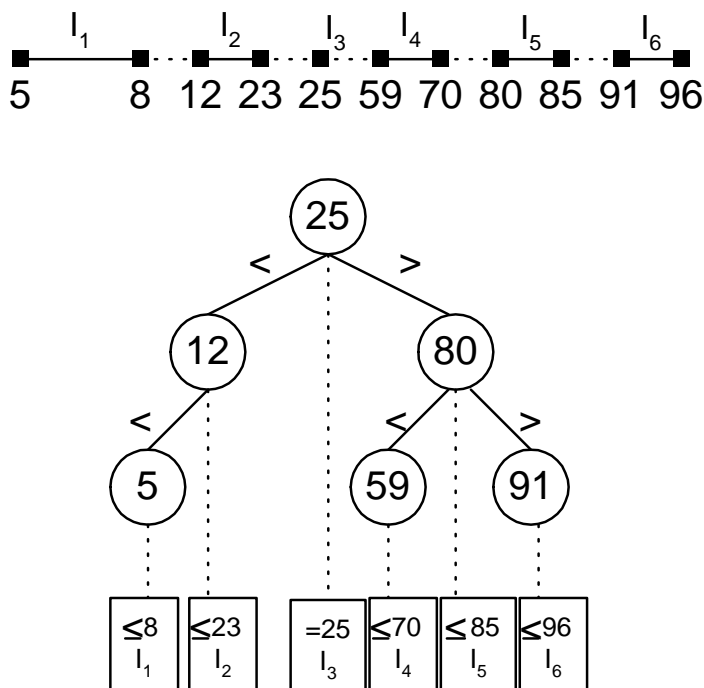 I₁ I₂ I₃ I₄ I₅ I₆
5 8 12 23 25 59 70 80 85 91 96
25
< >
12 80
< < >
5 59 91
≤8 ≤23 =25 ≤70 ≤85 ≤96
I₁ I₂ I₃ I₄ I₅ I₆